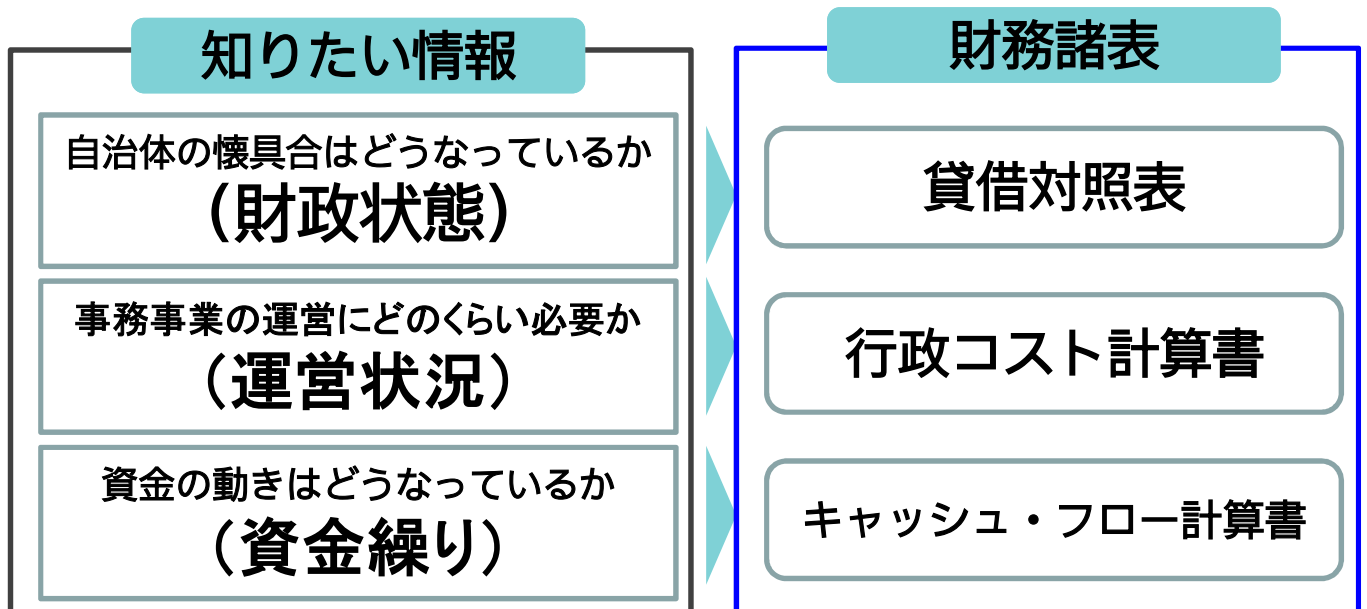 知りたい情報
自治体の懐具合はどうなっているか
(財政状態)
事務事業の運営にどのくらい必要か
(運営状況)
資金の動きはどうなっているか
(資金繰り)
財務諸表
貸借対照表
行政コスト計算書
キャッシュ・フロー計算書